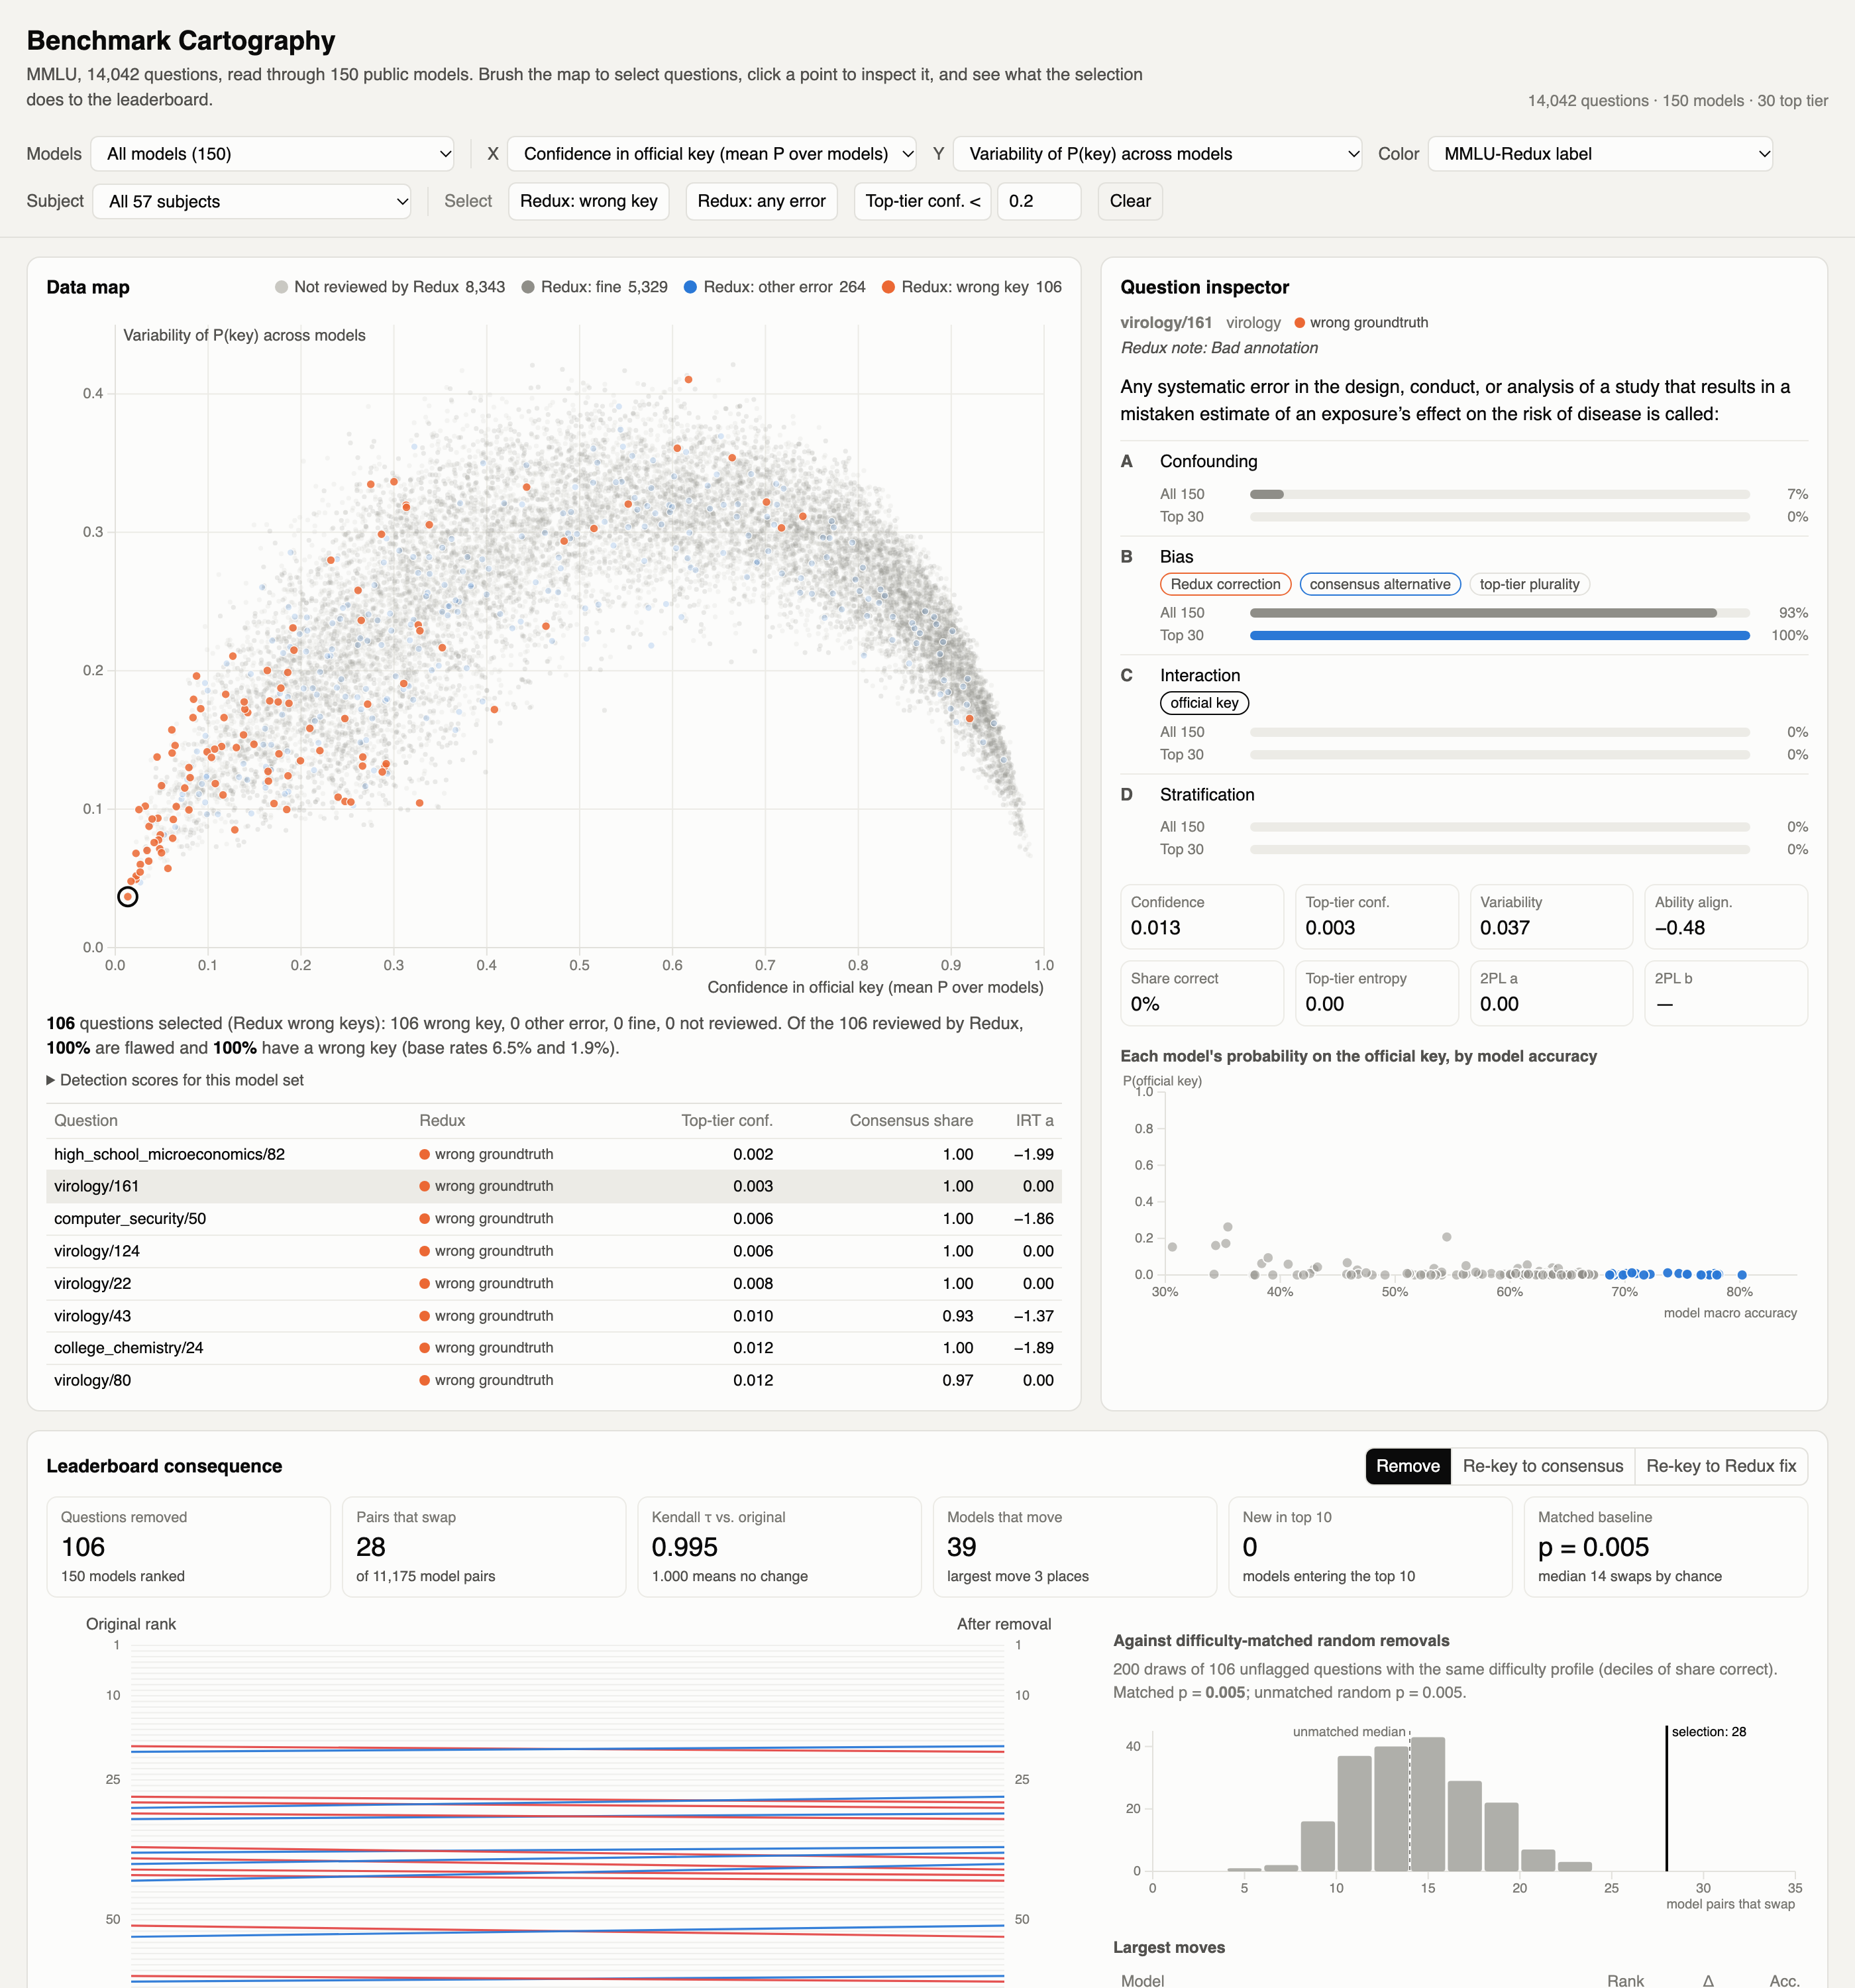 Benchmark Cartography
MMLU, 14,042 questions, read through 150 public models. Brush the map to select questions, click a point to inspect it, and see what the selection
does to the leaderboard.
14,042 questions · 150 models · 30 top tier
Models All models (150) X Confidence in official key (mean P over models) Y Variability of P(key) across models Color MMLU-Redux label
Subject All 57 subjects Select Redux: wrong key Redux: any error Top-tier conf. < 0.2 Clear
Data map
Not reviewed by Redux 8,343 Redux: fine 5,329 Redux: other error 264 Redux: wrong key 106
Variability of P(key) across models
0.4
0.3
0.2
0.1
0.0
0.0 0.1 0.2 0.3 0.4 0.5 0.6 0.7 0.8 0.9 1.0
Confidence in official key (mean P over models)
106 questions selected (Redux wrong keys): 106 wrong key, 0 other error, 0 fine, 0 not reviewed. Of the 106 reviewed by Redux,
100% are flawed and 100% have a wrong key (base rates 6.5% and 1.9%).
Detection scores for this model set
Question Redux Top-tier conf. Consensus share IRT a
high_school_microeconomics/82 wrong groundtruth 0.002 1.00 −1.99
virology/161 wrong groundtruth 0.003 1.00 0.00
computer_security/50 wrong groundtruth 0.006 1.00 −1.86
virology/124 wrong groundtruth 0.006 1.00 0.00
virology/22 wrong groundtruth 0.008 1.00 0.00
virology/43 wrong groundtruth 0.010 0.93 −1.37
college_chemistry/24 wrong groundtruth 0.012 1.00 −1.89
virology/80 wrong groundtruth 0.012 0.97 0.00
Question inspector
virology/161 virology wrong groundtruth
Redux note: Bad annotation
Any systematic error in the design, conduct, or analysis of a study that results in a
mistaken estimate of an exposure’s effect on the risk of disease is called:
A Confounding
All 150 7%
Top 30 0%
B Bias
Redux correction consensus alternative top-tier plurality
All 150 93%
Top 30 100%
C Interaction
official key
All 150 0%
Top 30 0%
D Stratification
All 150 0%
Top 30 0%
Confidence Top-tier conf. Variability Ability align.
0.013 0.003 0.037 −0.48
Share correct Top-tier entropy 2PL a 2PL b
0% 0.00 0.00 —
Each model's probability on the official key, by model accuracy
P(official key)
1.0
0.8
0.6
0.4
0.2
0.0
30% 40% 50% 60% 70% 80%
model macro accuracy
Leaderboard consequence
Remove Re-key to consensus Re-key to Redux fix
Questions removed Pairs that swap Kendall τ vs. original Models that move New in top 10 Matched baseline
106 28 0.995 39 0 p = 0.005
150 models ranked of 11,175 model pairs 1.000 means no change largest move 3 places models entering the top 10 median 14 swaps by chance
Original rank After removal
1 1
10 10
25 25
50 50
Against difficulty-matched random removals
200 draws of 106 unflagged questions with the same difficulty profile (deciles of share correct).
Matched p = 0.005; unmatched random p = 0.005.
unmatched median selection: 28
40
20
0
0 5 10 15 20 25 30 35
model pairs that swap
Largest moves
Model Rank Δ Acc.